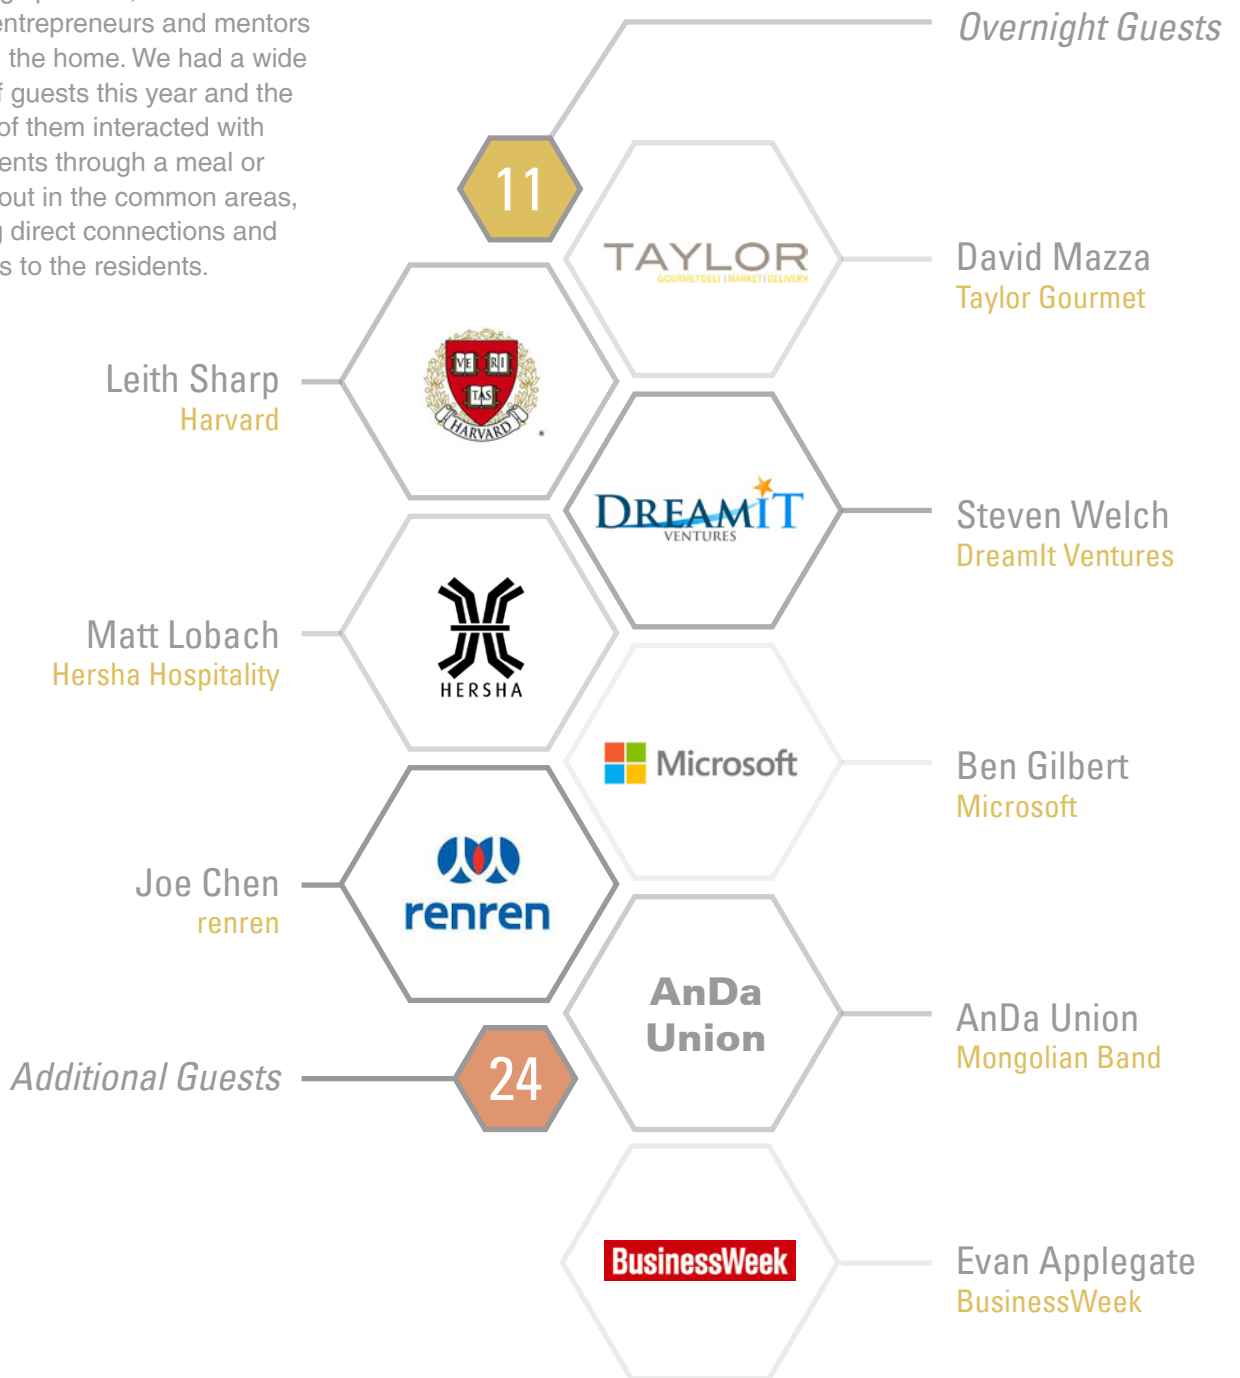 entrepreneurs and mentors
the home. We had a wide
guests this year and the
of them interacted with
through a meal or
out in the common areas,
direct connections and
to the residents.
Overnight Guests
11
TAYLOR
GOURMET DELI | MARKET | DELIVERY
David Mazza
Taylor Gourmet
VE RI
TAS
HARVARD
Leith Sharp
Harvard
DREAMIT
VENTURES
Steven Welch
DreamIt Ventures
HERSHA
Matt Lobach
Hersha Hospitality
Microsoft
Ben Gilbert
Microsoft
renren
Joe Chen
renren
AnDa
Union
AnDa Union
Mongolian Band
Additional Guests
24
BusinessWeek
Evan Applegate
BusinessWeek